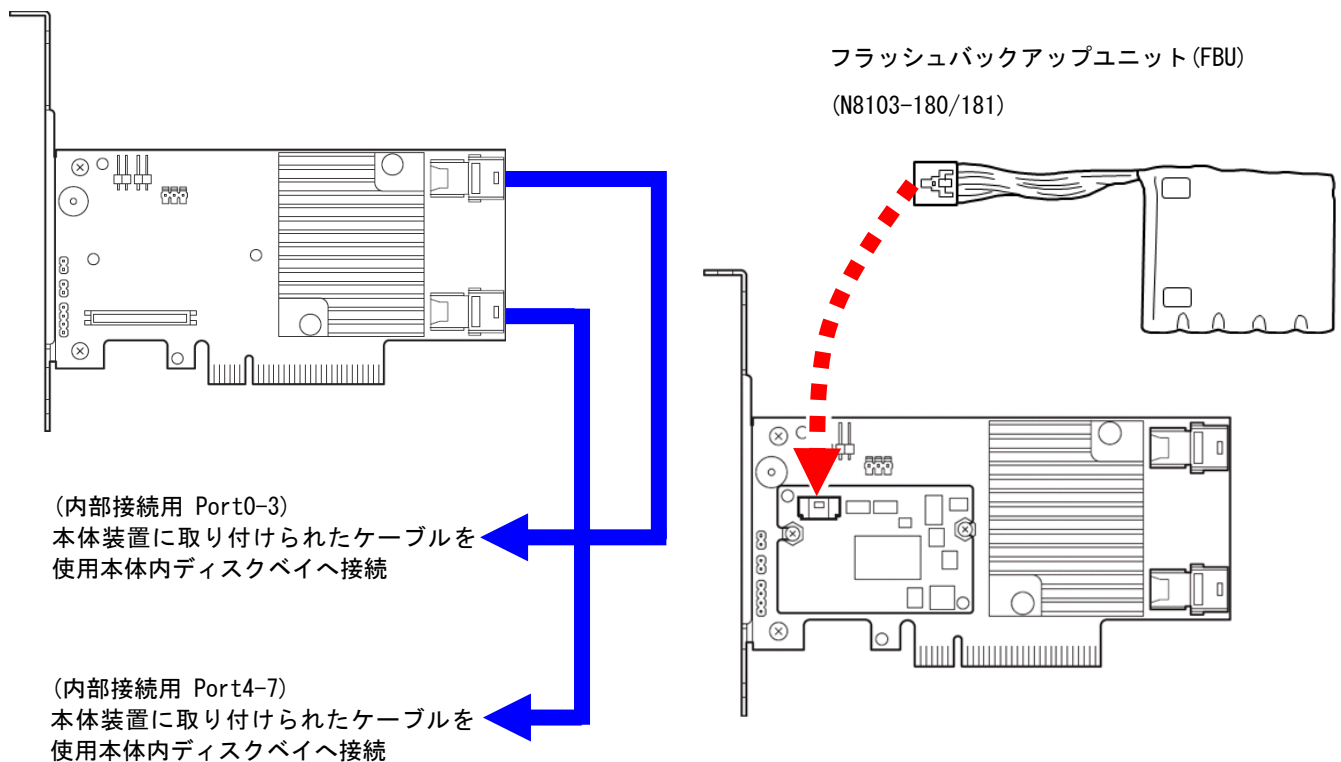 フラッシュバックアップユニット(FBU)
(N8103-180/181)
(内部接続用 Port0-3)
本体装置に取り付けられたケーブルを
使用本体内ディスクベイへ接続
(内部接続用 Port4-7)
本体装置に取り付けられたケーブルを
使用本体内ディスクベイへ接続